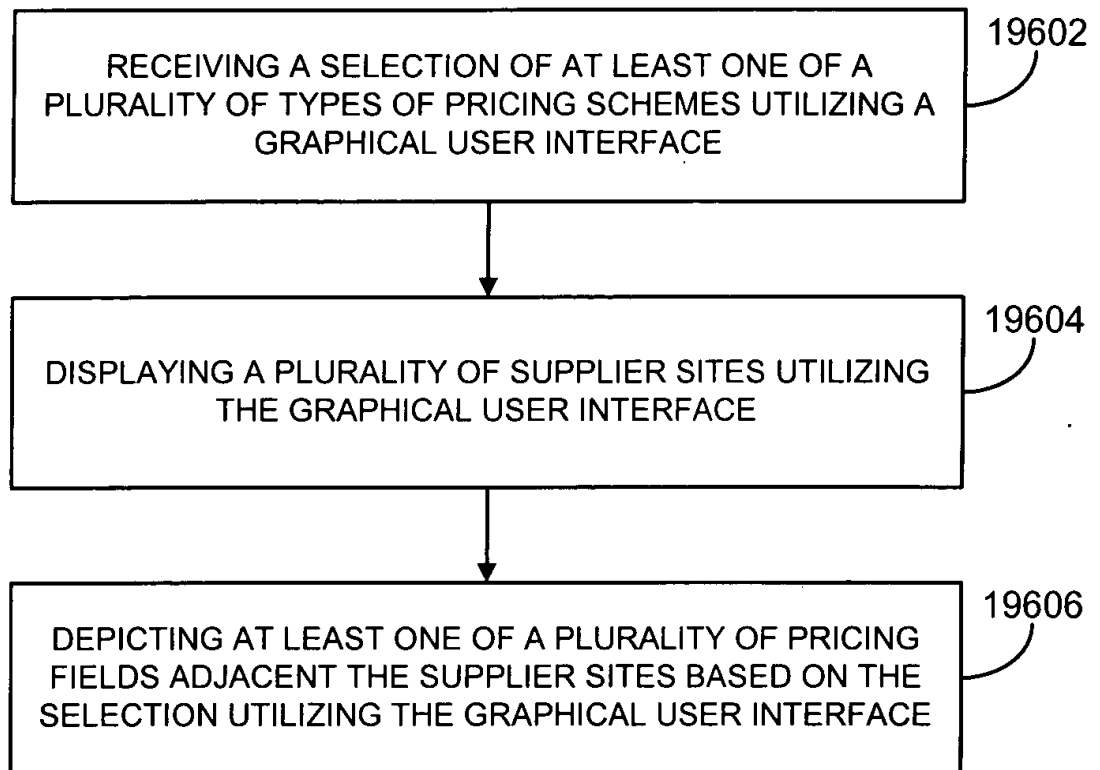 19602
RECEIVING A SELECTION OF AT LEAST ONE OF A
PLURALITY OF TYPES OF PRICING SCHEMES UTILIZING A
GRAPHICAL USER INTERFACE
19604
DISPLAYING A PLURALITY OF SUPPLIER SITES UTILIZING
THE GRAPHICAL USER INTERFACE
19606
DEPICTING AT LEAST ONE OF A PLURALITY OF PRICING
FIELDS ADJACENT THE SUPPLIER SITES BASED ON THE
SELECTION UTILIZING THE GRAPHICAL USER INTERFACE